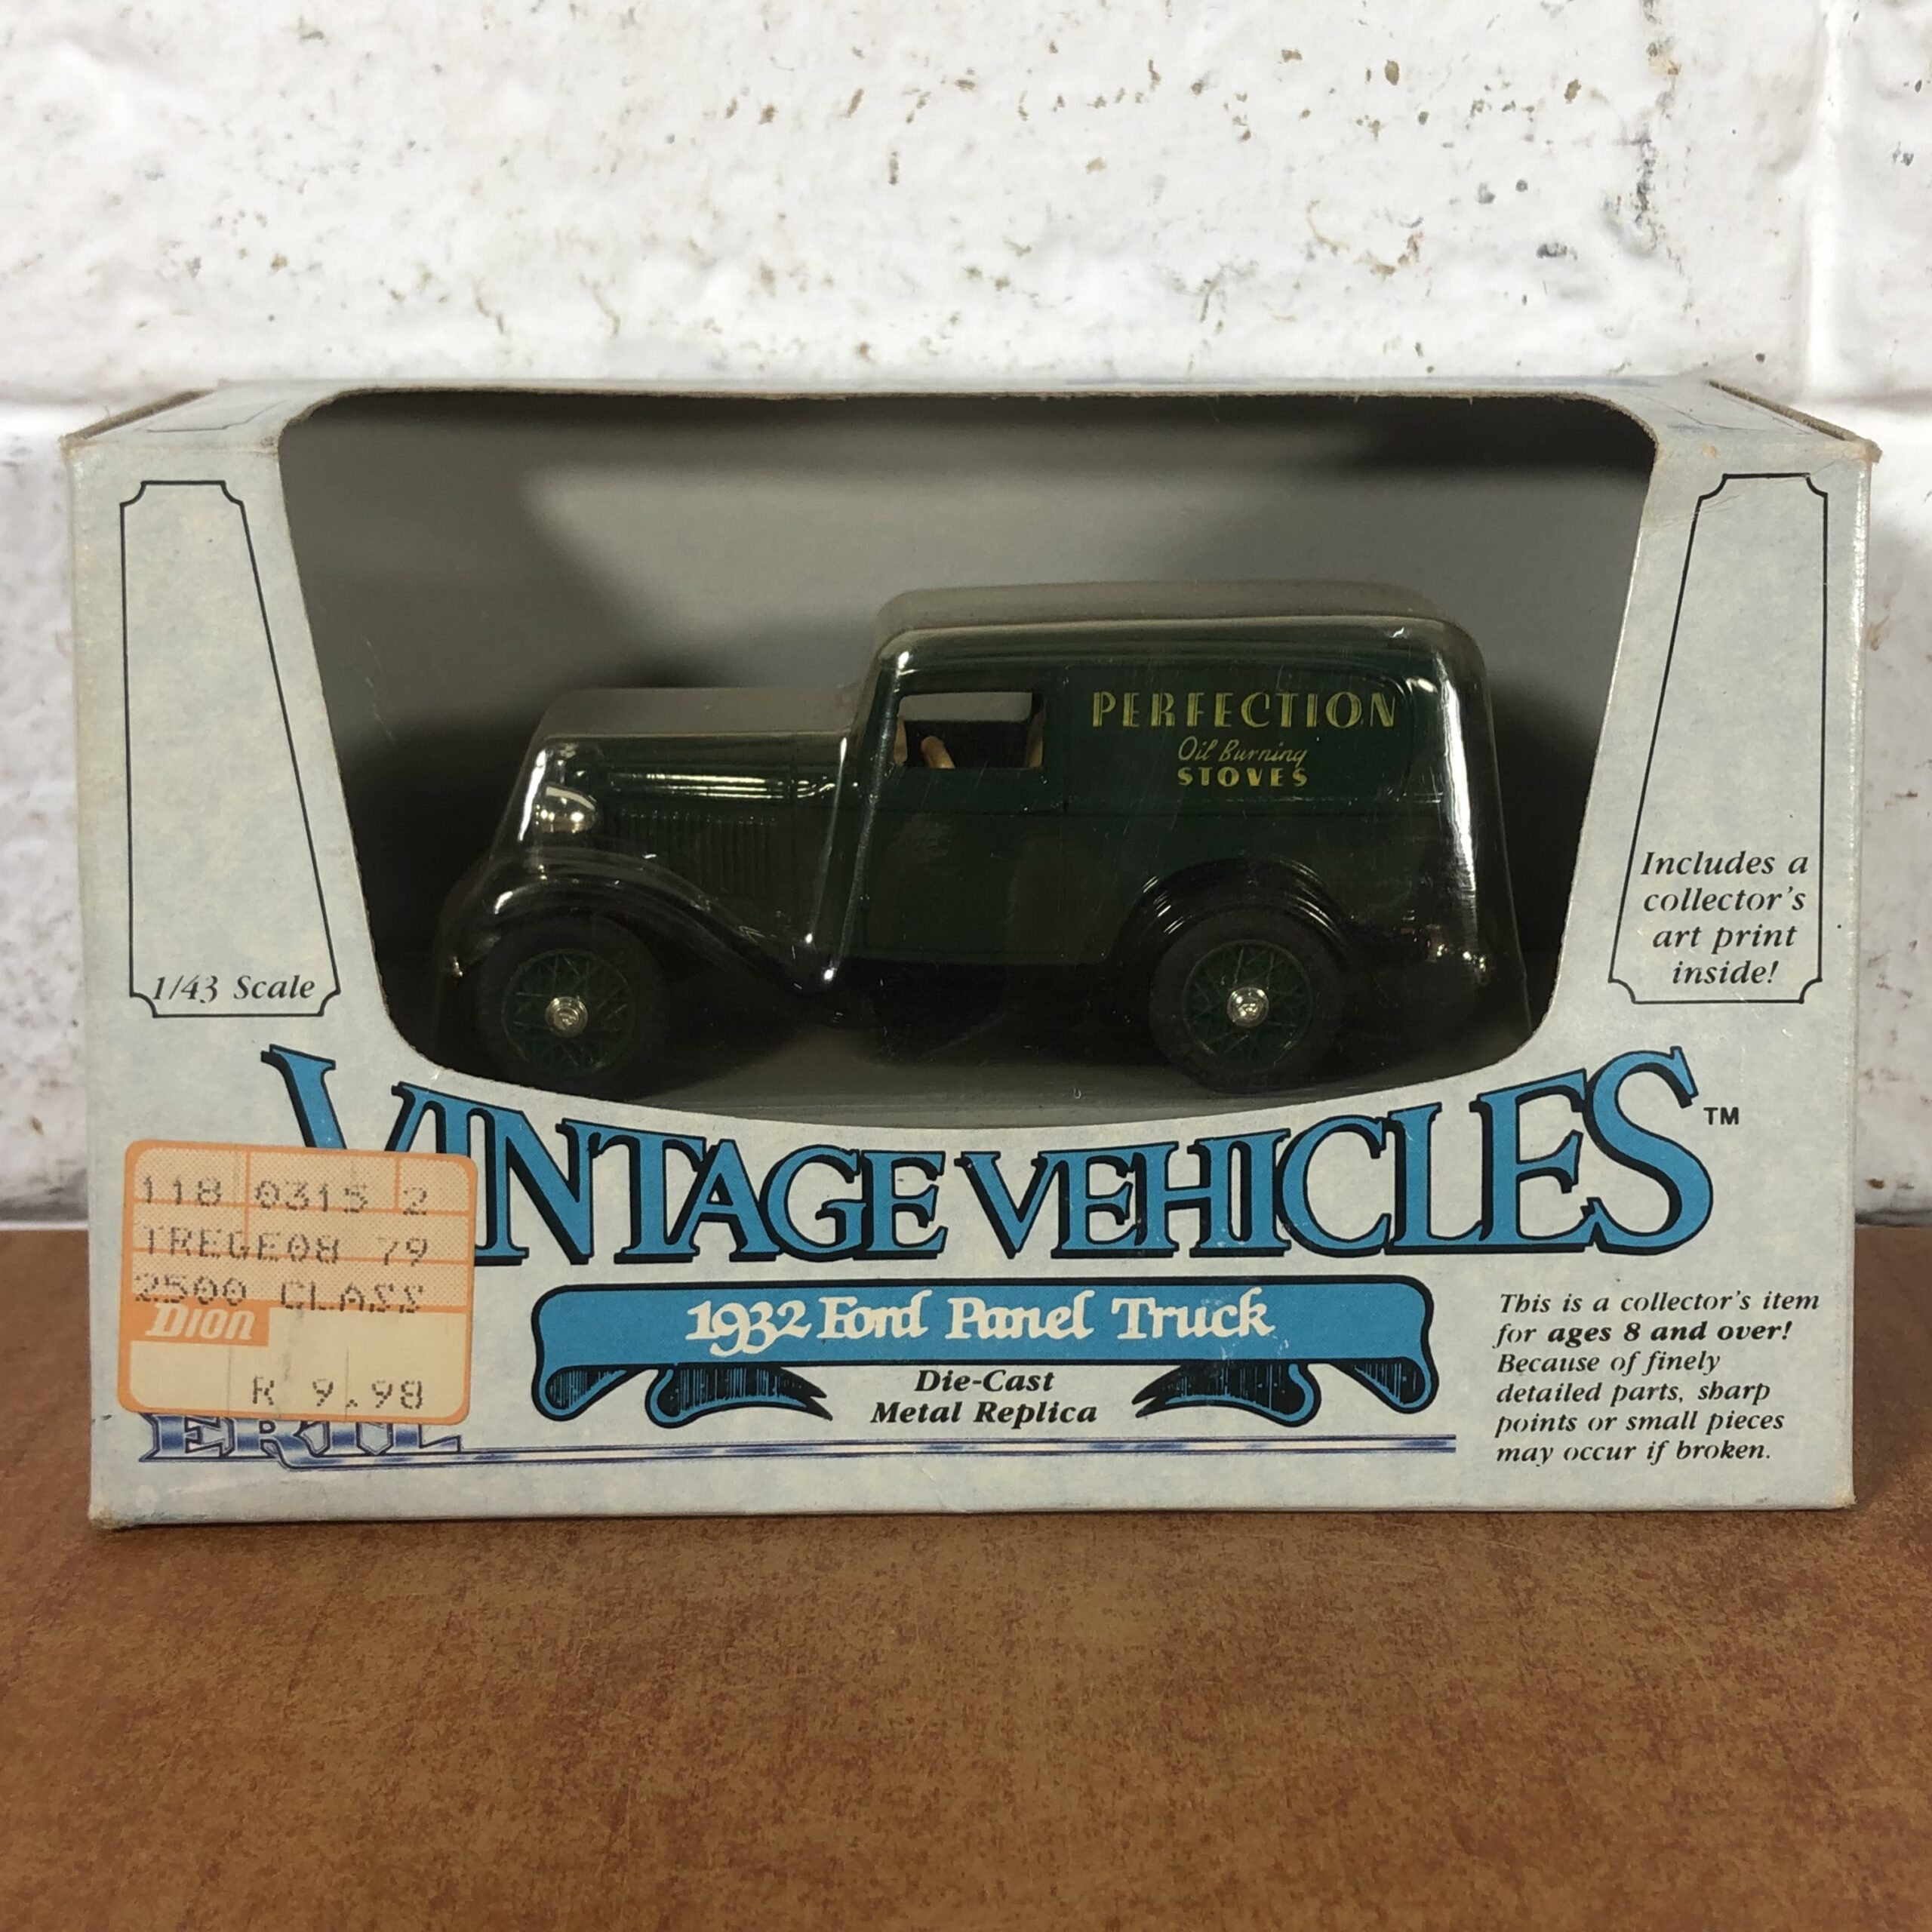 PERFECTION
Oil Burning
STOVES
1/43 Scale
Includes a
collector's
art print
inside!
VINTAGE VEHICLES™
118 0315 2
TREGE08 79
2500 CLASS
Dion
R 9.98
1932 Ford Panel Truck
Die-Cast
Metal Replica
This is a collector's item
for ages 8 and over!
Because of finely
detailed parts, sharp
points or small pieces
may occur if broken.
ERTL